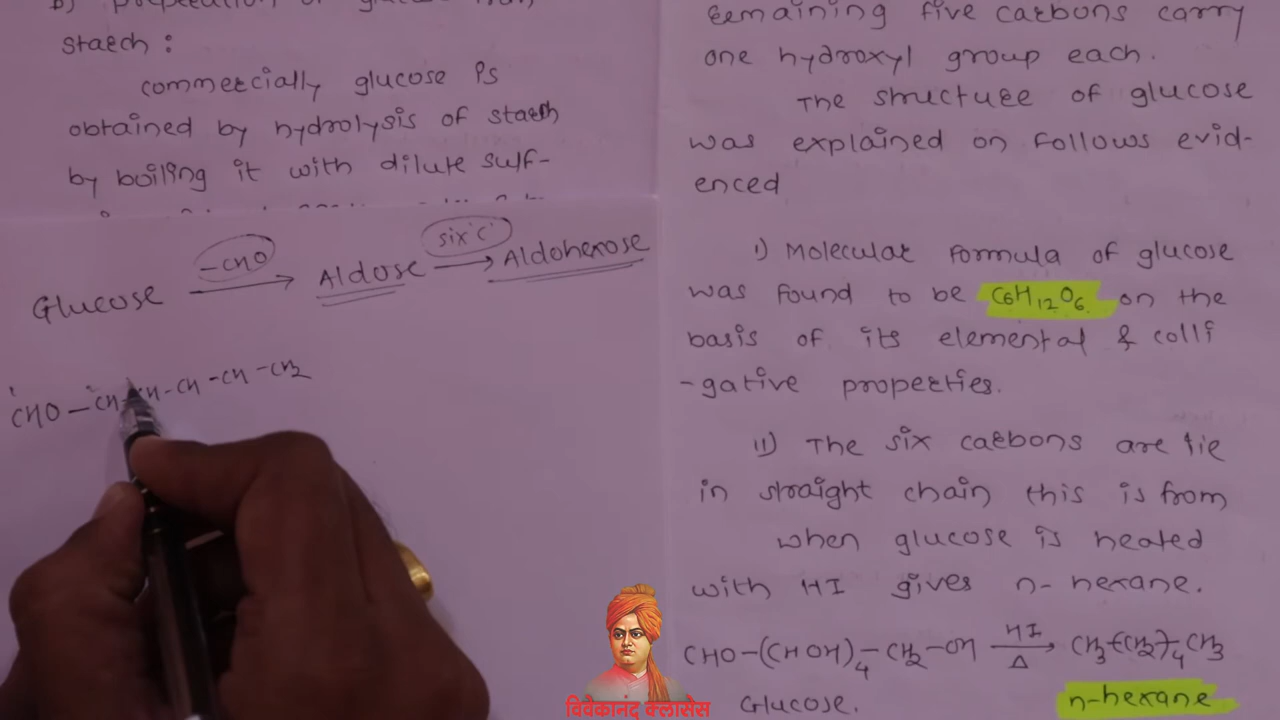 starch :
commercially glucose is
obtained by hydrolysis of starch
by boiling it with dilute sulf-
Glucose -CHO → Aldose six 'C' → Aldohexose
CHO - CH - CH - CH - CH - CH2
remaining five carbons carry
one hydroxyl group each.
The structure of glucose
was explained on follows evid-
enced
i) Molecular formula of glucose
was found to be C6H12O6 on the
basis of its elemental & colli
-gative properties.
ii) The six carbons are lie
in straight chain this is from
when glucose is heated
with HI gives n-hexane.
CHO-(CHOH)4-CH2-OH HI Δ → CH3-(CH2)4-CH3
Glucose. n-hexane
विवेकानंद क्लासेस